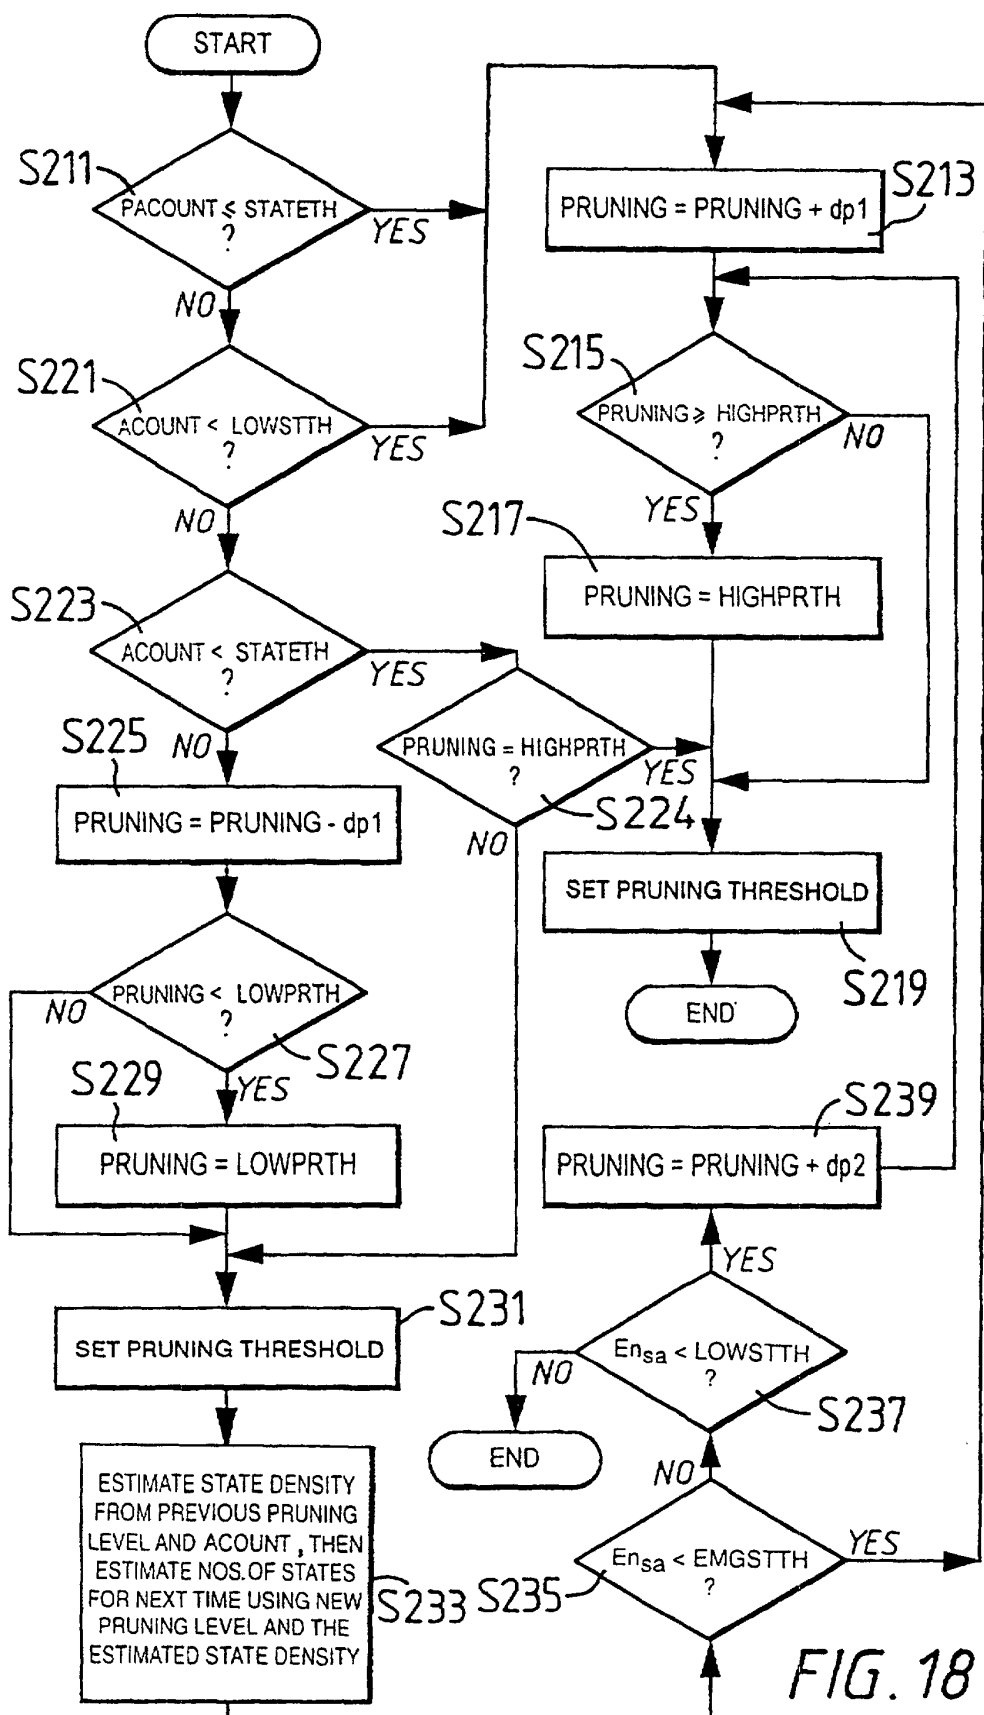 START
S211
PACOUNT ⩽ STATETH
?
YES
NO
S221
ACOUNT < LOWSTTH
?
YES
NO
S223
ACOUNT < STATETH
?
YES
NO
S225
PRUNING = PRUNING - dp1
PRUNING < LOWPRTH
?
NO
S227
YES
S229
PRUNING = LOWPRTH
S231
SET PRUNING THRESHOLD
ESTIMATE STATE DENSITY
FROM PREVIOUS PRUNING
LEVEL AND ACOUNT , THEN
ESTIMATE NOS. OF STATES
FOR NEXT TIME USING NEW
PRUNING LEVEL AND THE
ESTIMATED STATE DENSITY
S233
S213
PRUNING = PRUNING + dp1
S215
PRUNING ⩾ HIGHPRTH
?
NO
YES
S217
PRUNING = HIGHPRTH
PRUNING = HIGHPRTH
?
YES
S224
NO
SET PRUNING THRESHOLD
S219
END
S239
PRUNING = PRUNING + dp2
YES
Ensa < LOWSTTH
?
NO
S237
END
NO
Ensa < EMGSTTH
?
YES
S235
FIG. 18